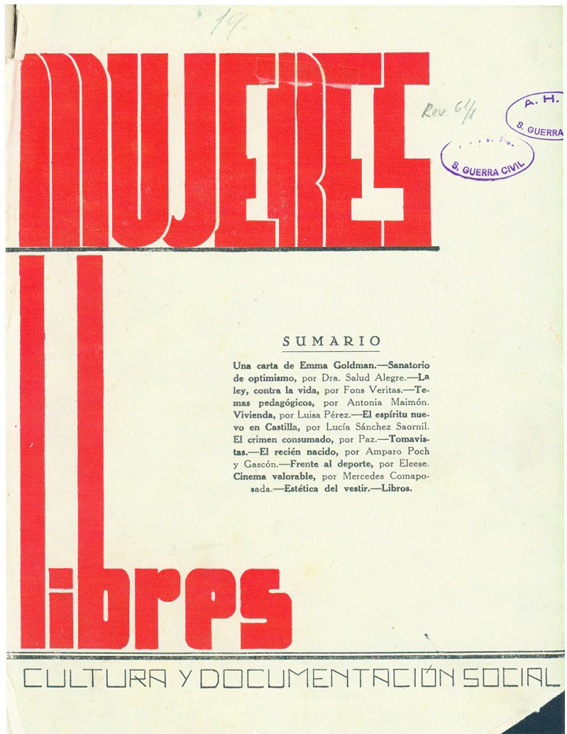 19.
MUJERES
Rev. 61/1
A. H.
S. GUERRA
S. GUERRA CIVIL
SUMARIO
Una carta de Emma Goldman.—Sanatorio
de optimismo, por Dra. Salud Alegre.—La
ley, contra la vida, por Fons Veritas.—Te-
mas pedagógicos, por Antonia Maimón.
Vivienda, por Luisa Pérez.—El espíritu nue-
vo en Castilla, por Lucía Sánchez Saornil.
El crimen consumado, por Paz.—Tomavis-
tas.—El recién nacido, por Amparo Poch
y Gascón.—Frente al deporte, por Eleese.
Cinema valorable, por Mercedes Comapo-
sada.—Estética del vestir.—Libros.
libres
CULTURA Y DOCUMENTACIÓN SOCIAL